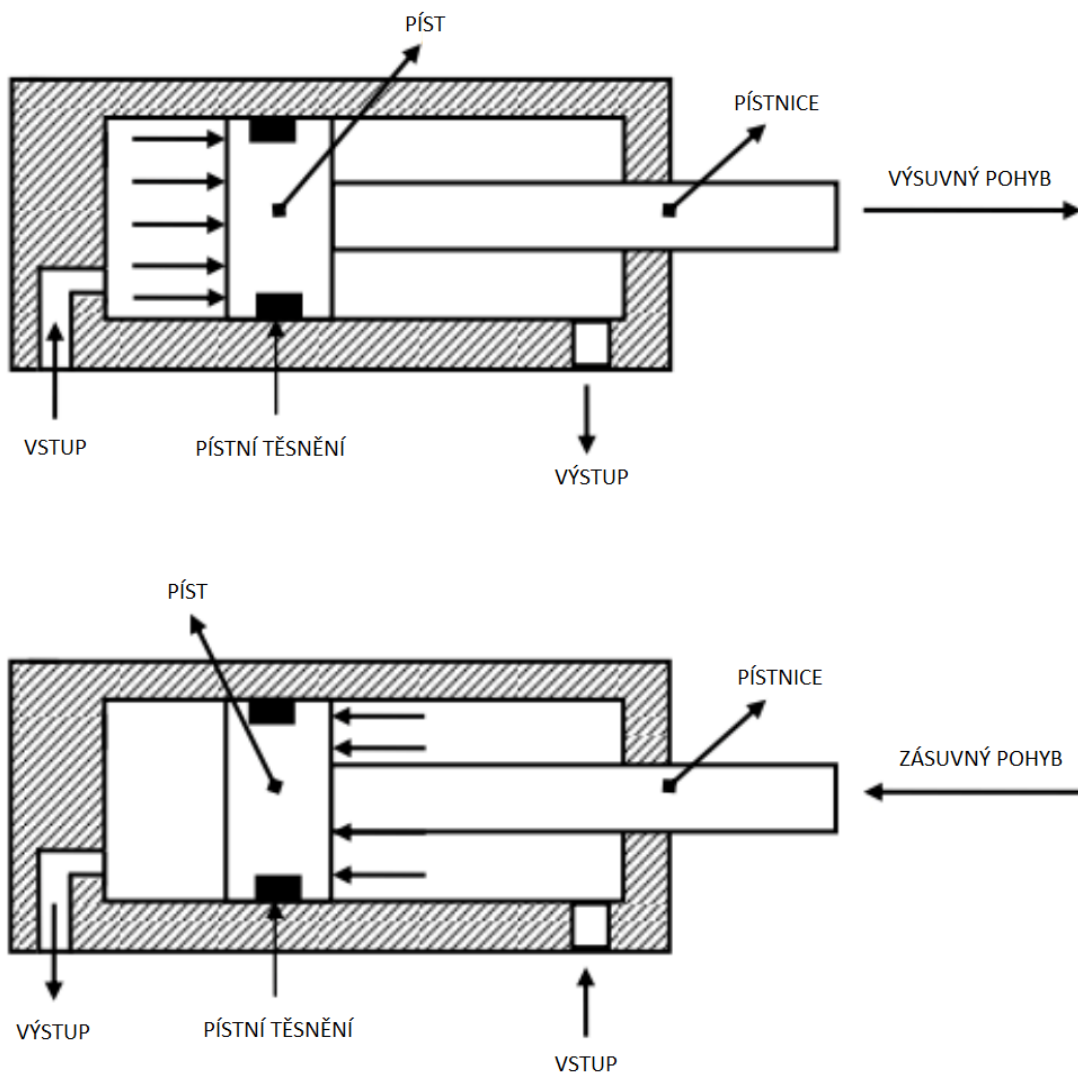 PÍST
PÍSTNICE
VÝSUVNÝ POHYB
VSTUP
PÍSTNÍ TĚSNĚNÍ
VÝSTUP
PÍST
PÍSTNICE
ZÁSUVNÝ POHYB
VÝSTUP
PÍSTNÍ TĚSNĚNÍ
VSTUP